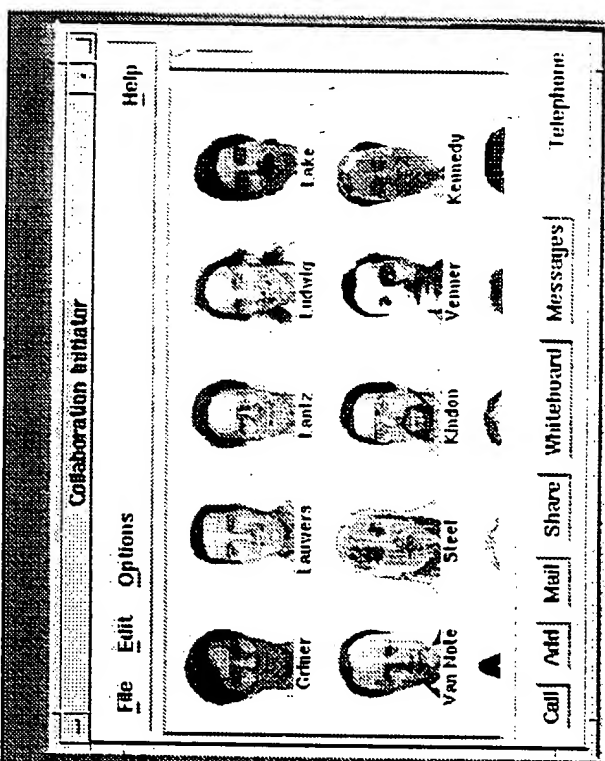 Collaboration Initiator
File Edit Options Help
Griner Lauwers Lantz Ludwig Lake
Van Note Steel Kindon Venner Kennedy
Call Add Mail Share Whiteboard Messages Telephone